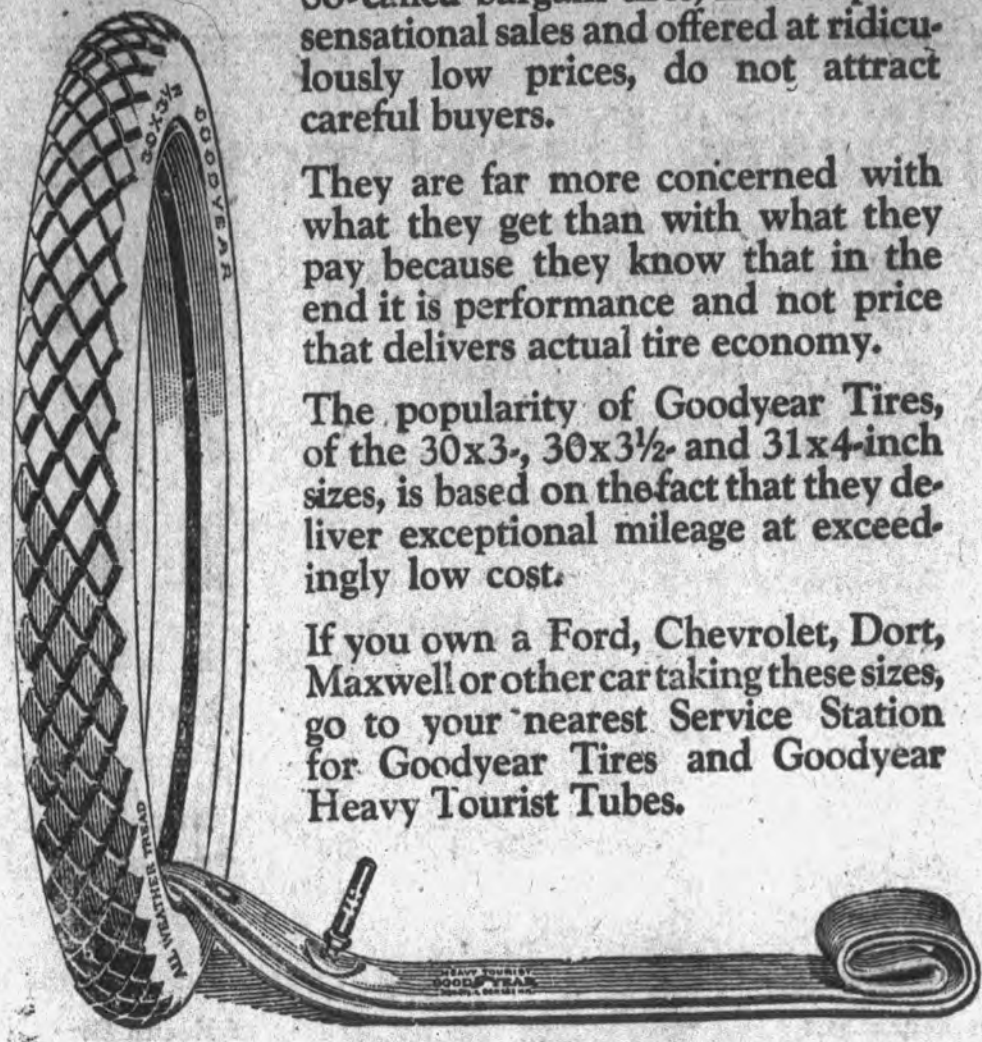 So-called bargain tires,
sensational sales and offered at ridicu-
lously low prices, do not attract
careful buyers.
They are far more concerned with
what they get than with what they
pay because they know that in the
end it is performance and not price
that delivers actual tire economy.
The popularity of Goodyear Tires,
of the 30x3-, 30x3½- and 31x4-inch
sizes, is based on the fact that they de-
liver exceptional mileage at exceed-
ingly low cost.
If you own a Ford, Chevrolet, Dort,
Maxwell or other car taking these sizes,
go to your nearest Service Station
for Goodyear Tires and Goodyear
Heavy Tourist Tubes.
30X3½ GOODYEAR
ALL WEATHER TREAD
HEAVY TOURIST
GOODYEAR